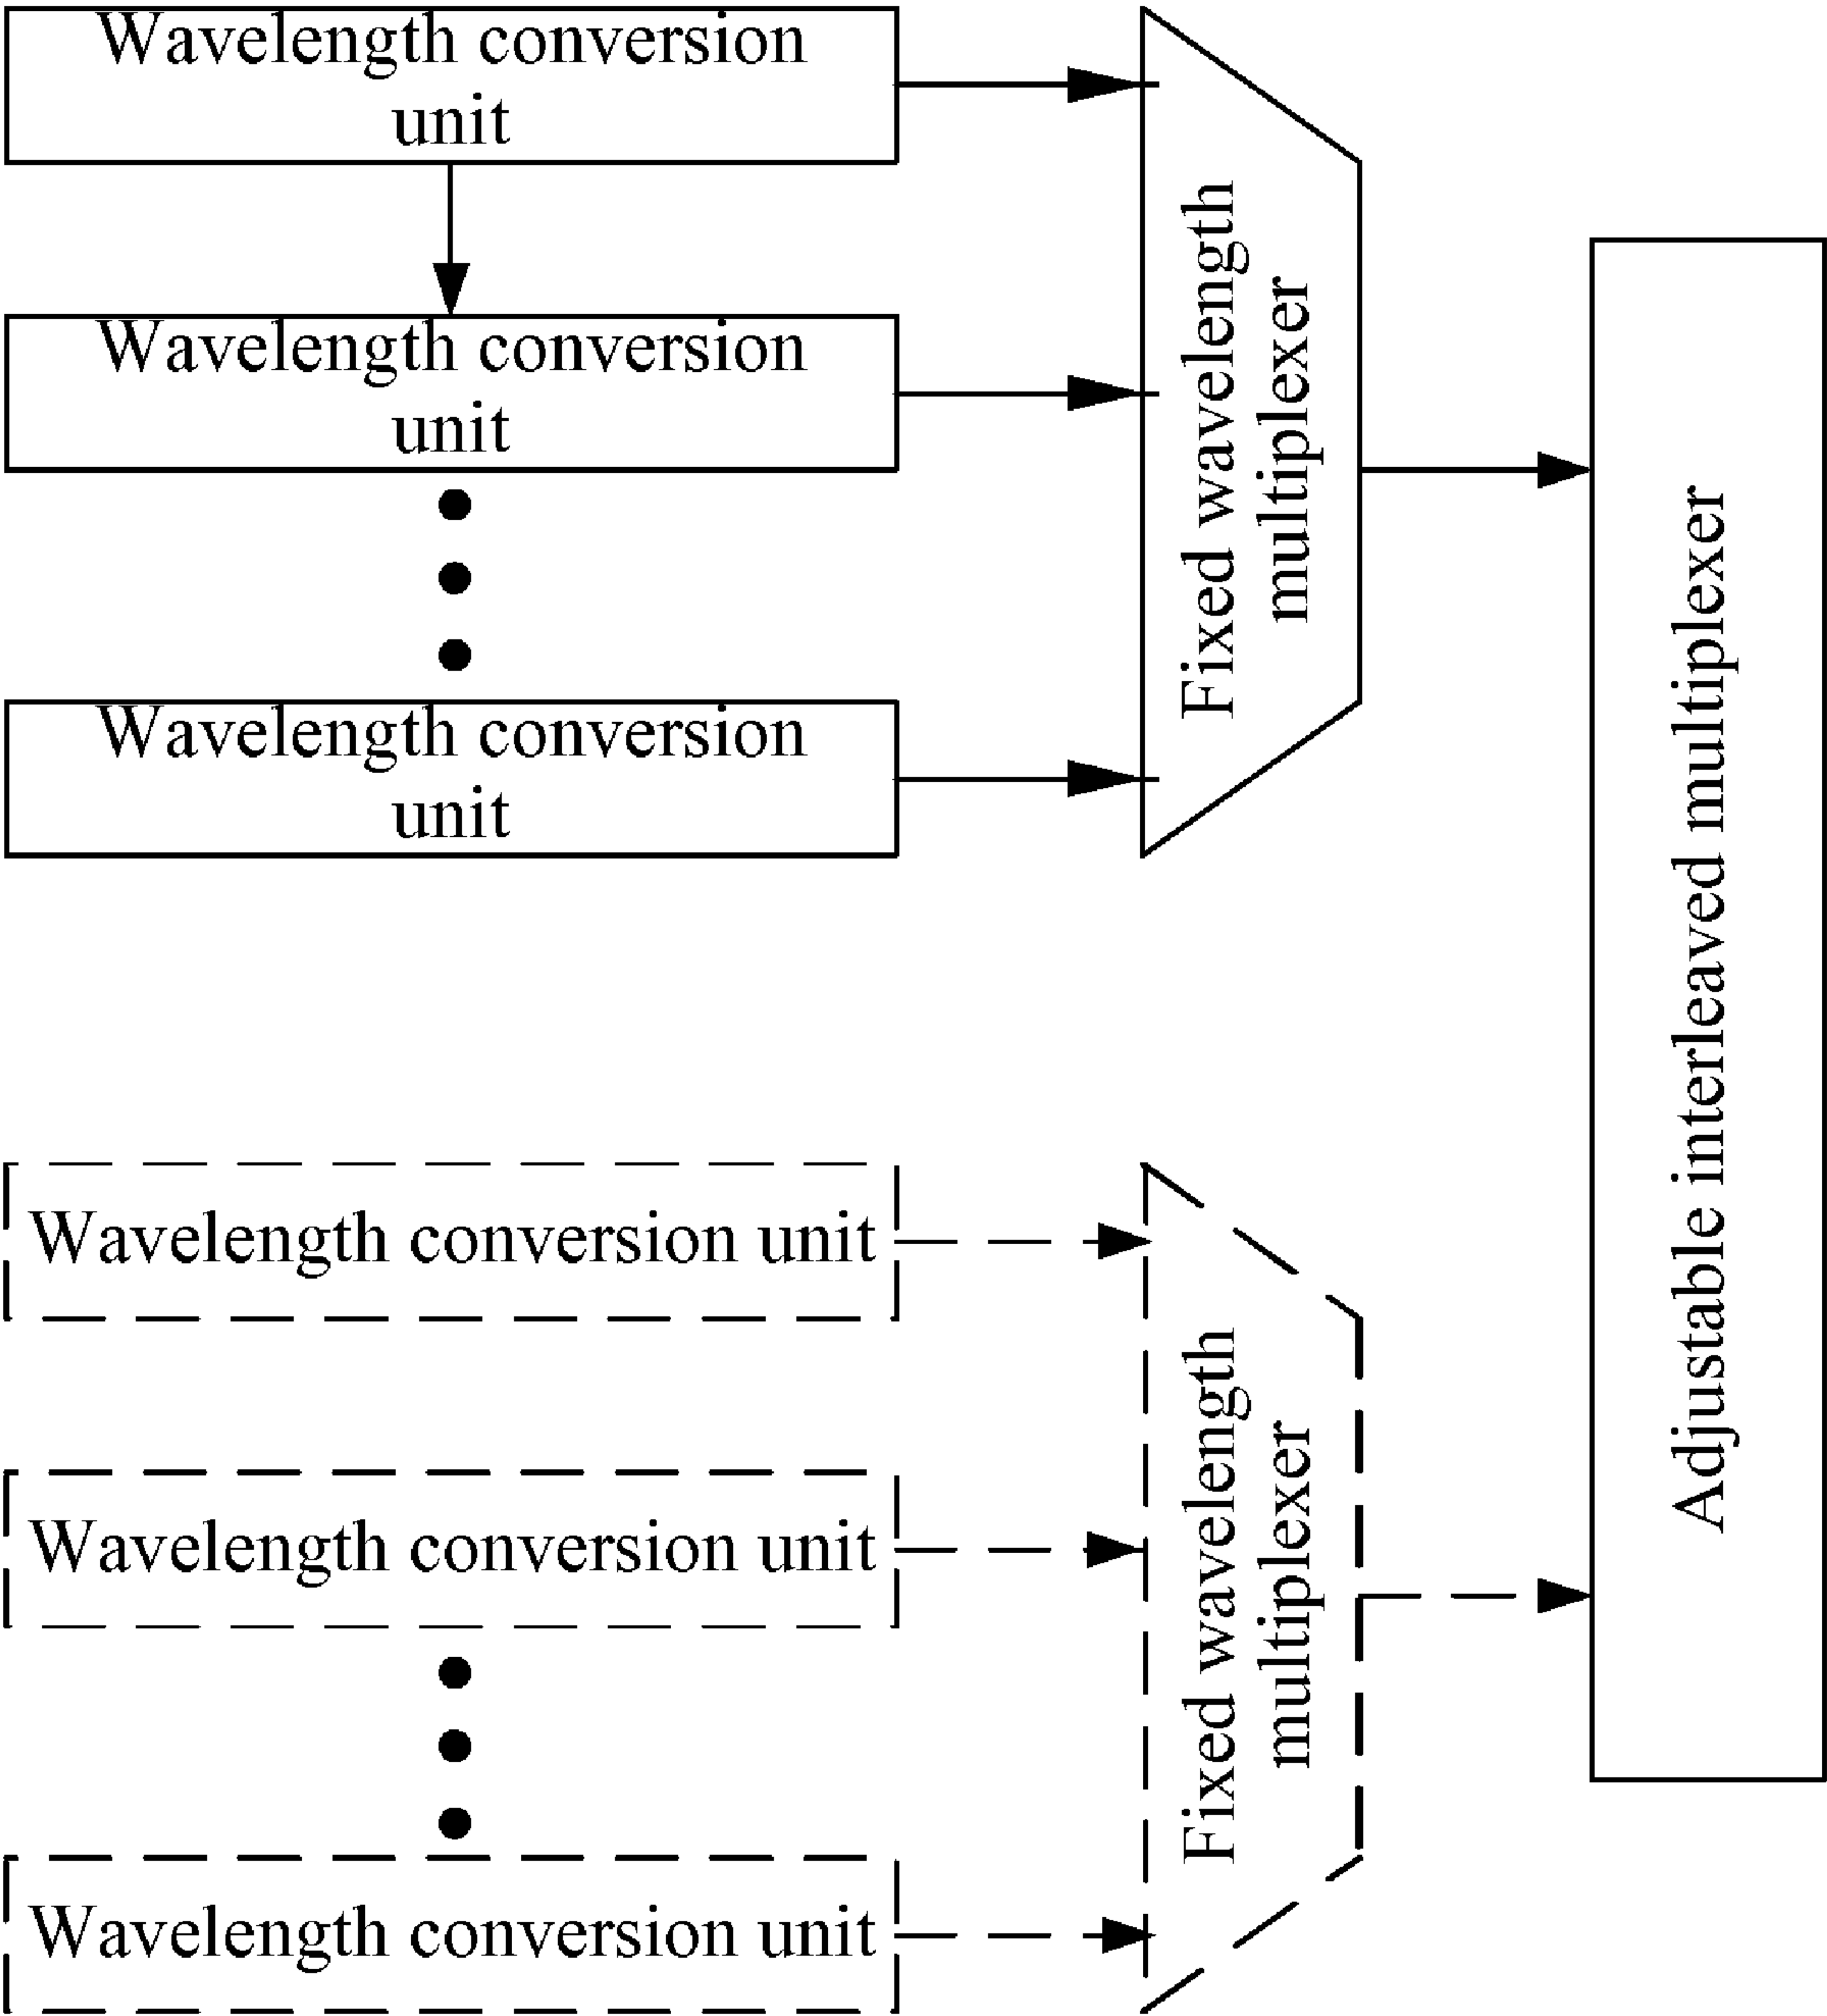 Wavelength conversion
unit
Wavelength conversion
unit
Wavelength conversion
unit
Fixed wavelength
multiplexer
Wavelength conversion unit
Wavelength conversion unit
Wavelength conversion unit
Fixed wavelength
multiplexer
Adjustable interleaved multiplexer